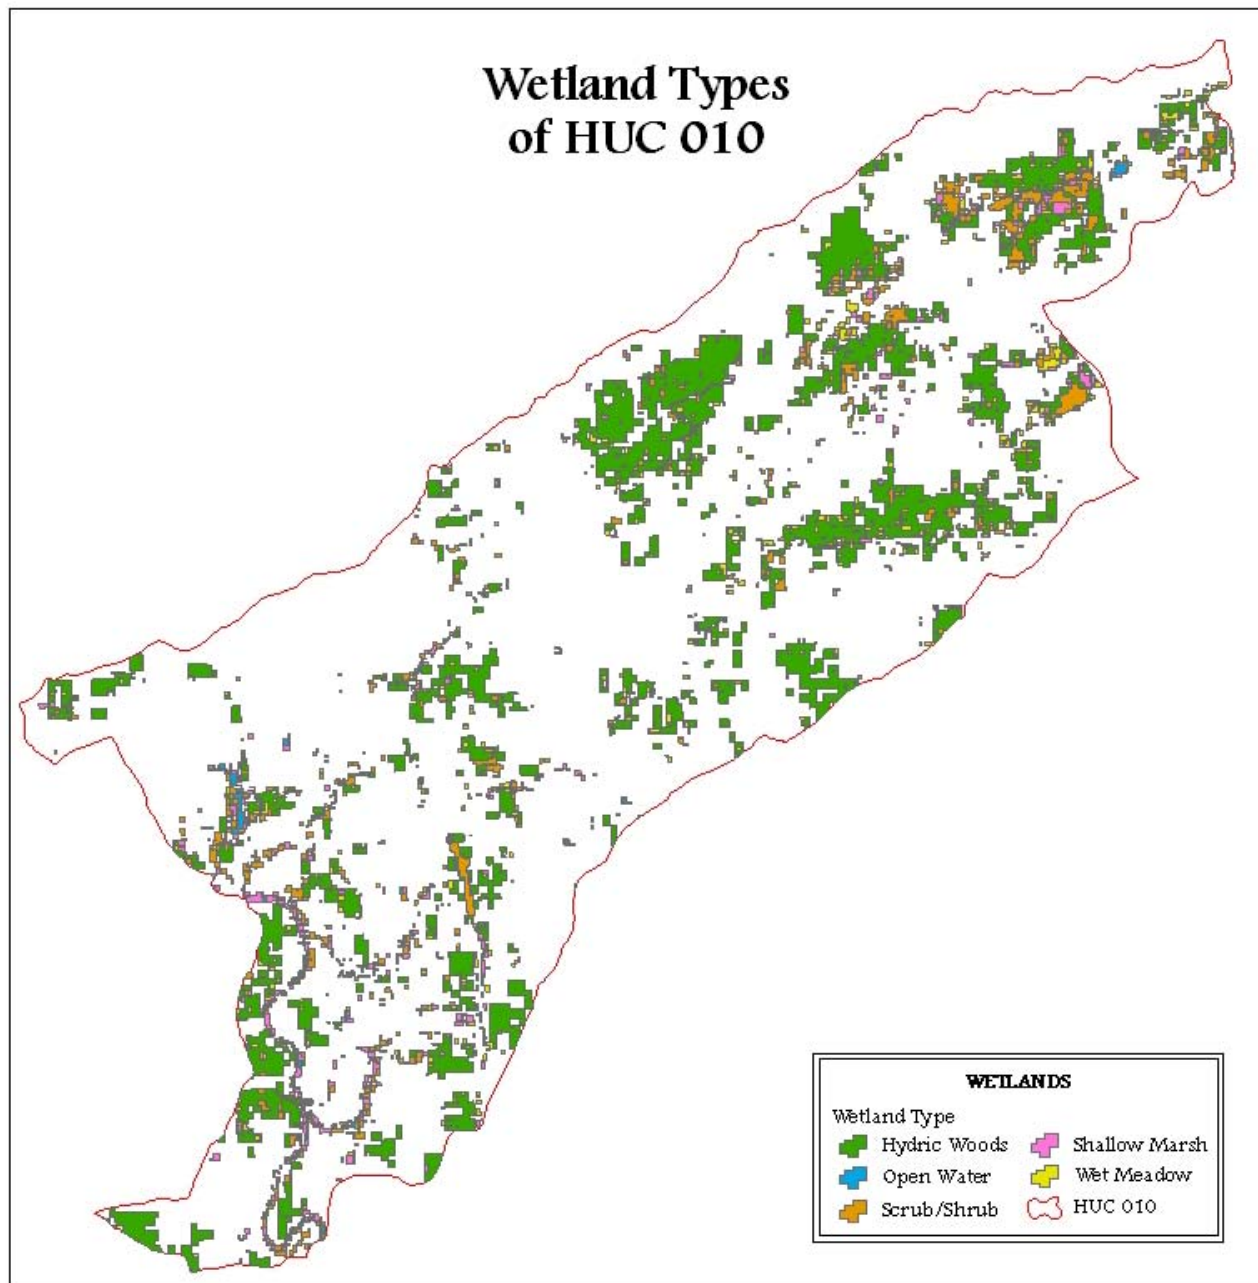 Wetland Types
of HUC 010
WETLANDS
Wetland Type
Hydric Woods
Shallow Marsh
Open Water
Wet Meadow
Scrub/Shrub
HUC 010